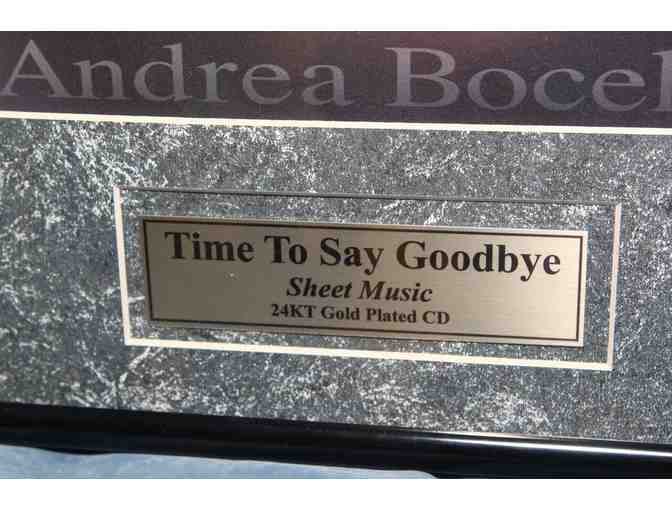 Andrea Bocel
Time To Say Goodbye
Sheet Music
24KT Gold Plated CD